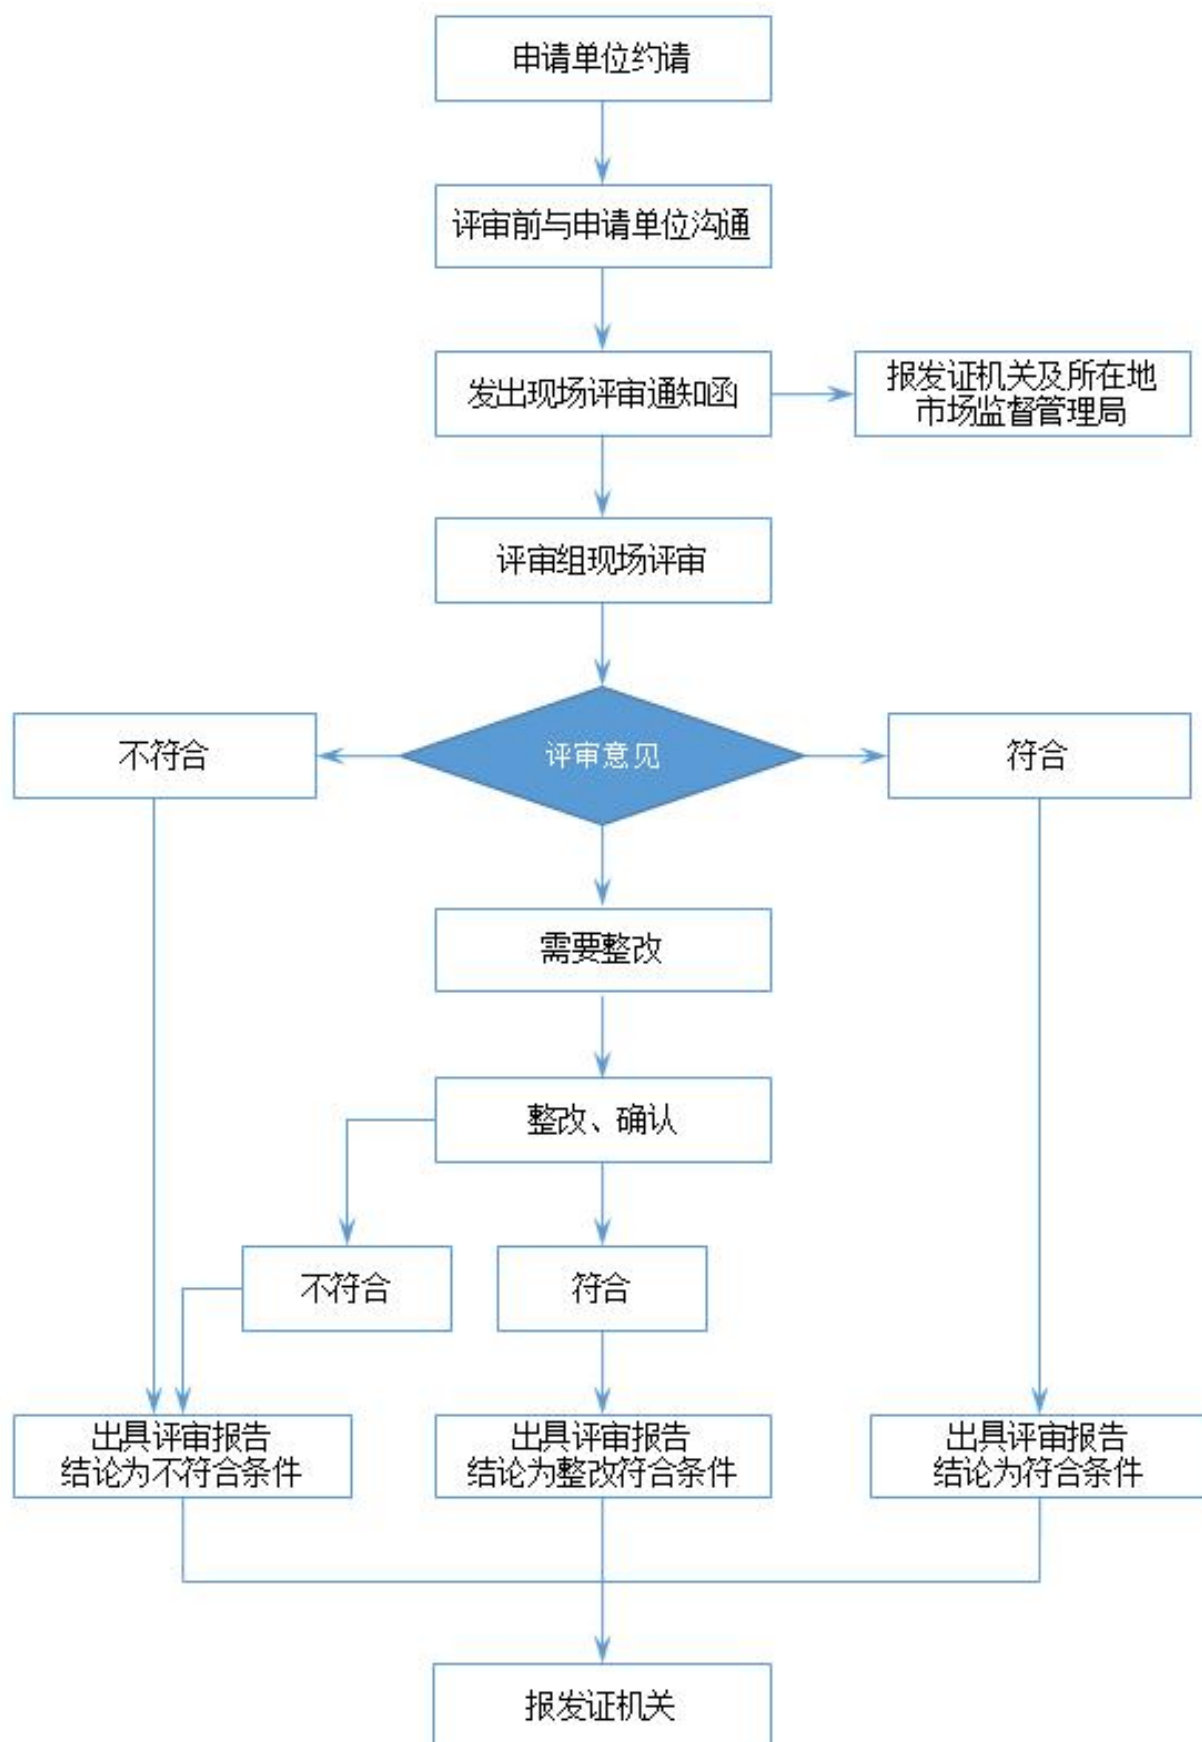 申请单位约请
评审前与申请单位沟通
发出现场评审通知函
报发证机关及所在地
市场监督管理局
评审组现场评审
不符合
评审意见
符合
需要整改
整改、确认
不符合
符合
出具评审报告
结论为不符合条件
出具评审报告
结论为整改符合条件
出具评审报告
结论为符合条件
报发证机关